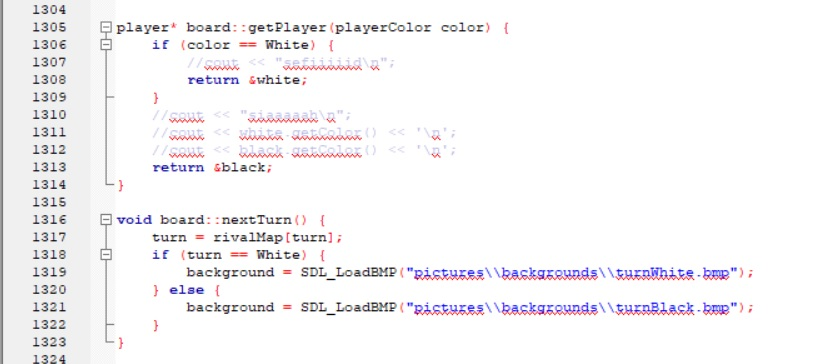 1304
1305 player* board::getPlayer(playerColor color) {
1306     if (color == White) {
1307         //cout << "sefiiiiid\n";
1308         return &white;
1309     }
1310     //cout << "siaaaaah\n";
1311     //cout << white.getColor() << '\n';
1312     //cout << black.getColor() << '\n';
1313     return &black;
1314 }
1315
1316 void board::nextTurn() {
1317     turn = rivalMap[turn];
1318     if (turn == White) {
1319         background = SDL_LoadBMP("pictures\\backgrounds\\turnWhite.bmp");
1320     } else {
1321         background = SDL_LoadBMP("pictures\\backgrounds\\turnBlack.bmp");
1322     }
1323 }
1324